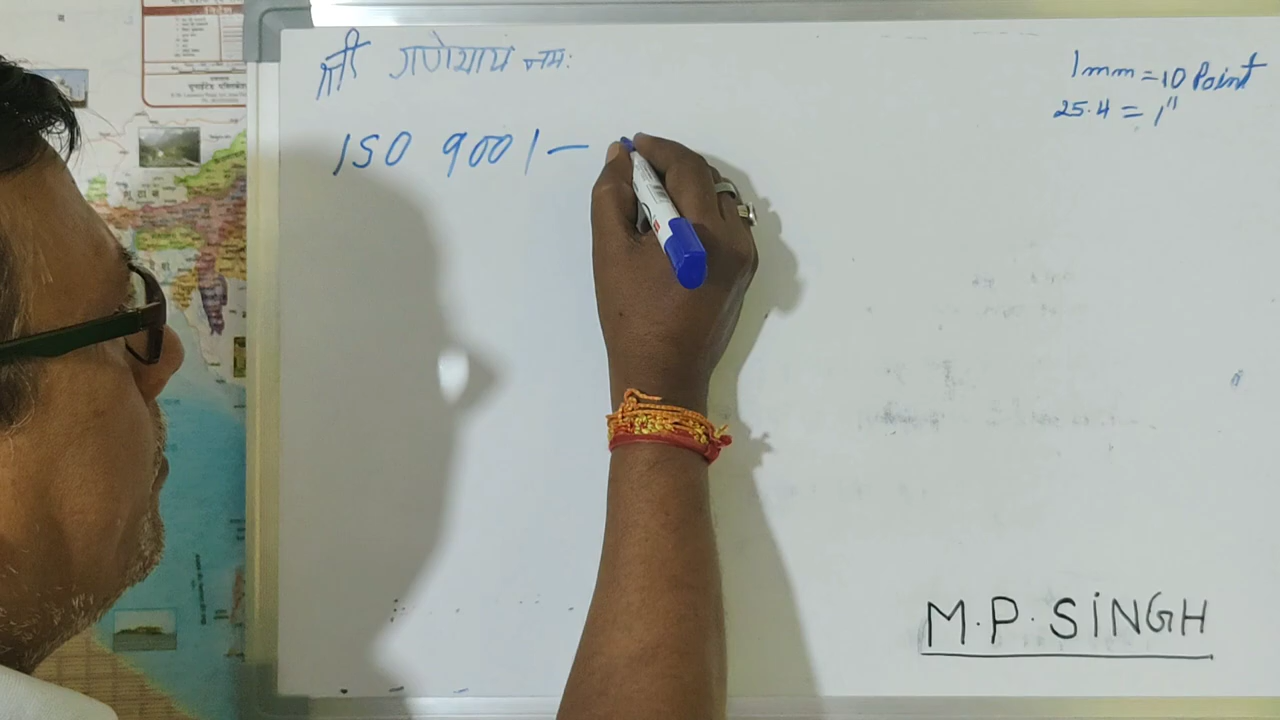 श्री गणेशाय नमः
1mm = 10 Point
25.4 = 1"
ISO 9001 -
M.P. SiNGH